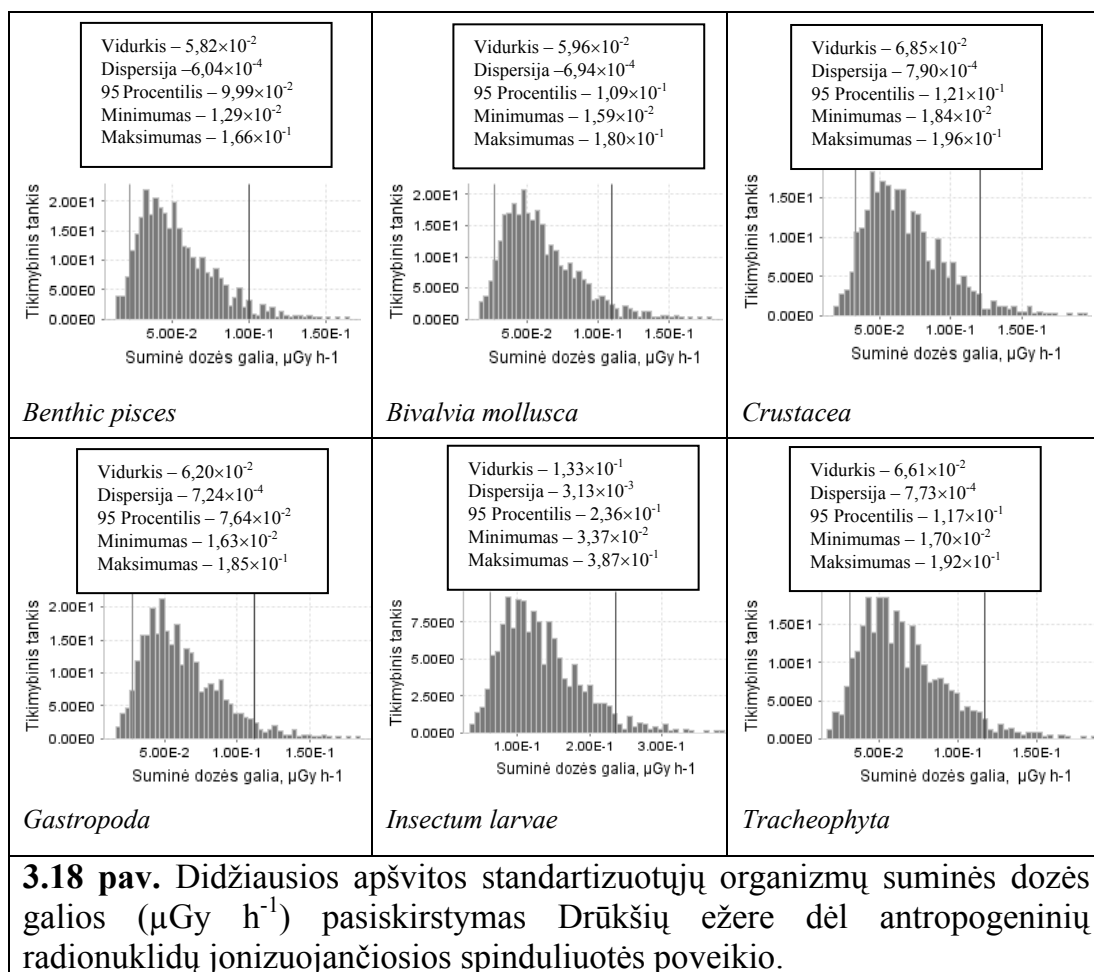 Vidurkis – 5,82×10⁻²
Dispersija –6,04×10⁻⁴
95 Procentilis – 9,99×10⁻²
Minimumas – 1,29×10⁻²
Maksimumas – 1,66×10⁻¹
Tikimybinis tankis
2.00E1
1.50E1
1.00E1
5.00E0
0.00E0
5.00E-2 1.00E-1 1.50E-1
Suminė dozės galia, µGy h-1
Benthic pisces
Vidurkis – 5,96×10⁻²
Dispersija –6,94×10⁻⁴
95 Procentilis – 1,09×10⁻¹
Minimumas – 1,59×10⁻²
Maksimumas – 1,80×10⁻¹
Tikimybinis tankis
2.00E1
1.50E1
1.00E1
5.00E0
0.00E0
5.00E-2 1.00E-1 1.50E-1
Suminė dozės galia, µGy h-1
Bivalvia mollusca
Vidurkis – 6,85×10⁻²
Dispersija – 7,90×10⁻⁴
95 Procentilis – 1,21×10⁻¹
Minimumas – 1,84×10⁻²
Maksimumas – 1,96×10⁻¹
Tikimybinis tankis
1.50E1
1.00E1
5.00E0
0.00E0
5.00E-2 1.00E-1 1.50E-1
Suminė dozės galia, µGy h-1
Crustacea
Vidurkis – 6,20×10⁻²
Dispersija – 7,24×10⁻⁴
95 Procentilis – 7,64×10⁻²
Minimumas – 1,63×10⁻²
Maksimumas – 1,85×10⁻¹
Tikimybinis tankis
2.00E1
1.50E1
1.00E1
5.00E0
0.00E0
5.00E-2 1.00E-1 1.50E-1
Suminė dozės galia, µGy h-1
Gastropoda
Vidurkis – 1,33×10⁻¹
Dispersija – 3,13×10⁻³
95 Procentilis – 2,36×10⁻¹
Minimumas – 3,37×10⁻²
Maksimumas – 3,87×10⁻¹
Tikimybinis tankis
7.50E0
5.00E0
2.50E0
0.00E0
1.00E-1 2.00E-1 3.00E-1
Suminė dozės galia, µGy h-1
Insectum larvae
Vidurkis – 6,61×10⁻²
Dispersija – 7,73×10⁻⁴
95 Procentilis – 1,17×10⁻¹
Minimumas – 1,70×10⁻²
Maksimumas – 1,92×10⁻¹
Tikimybinis tankis
1.50E1
1.00E1
5.00E0
0.00E0
5.00E-2 1.00E-1 1.50E-1
Suminė dozės galia, µGy h-1
Tracheophyta
3.18 pav. Didžiausios apšvitos standartizuotųjų organizmų suminės dozės
galios (µGy h⁻¹) pasiskirstymas Drūkšių ežere dėl antropogeninių
radionuklidų jonizuojančiosios spinduliuotės poveikio.